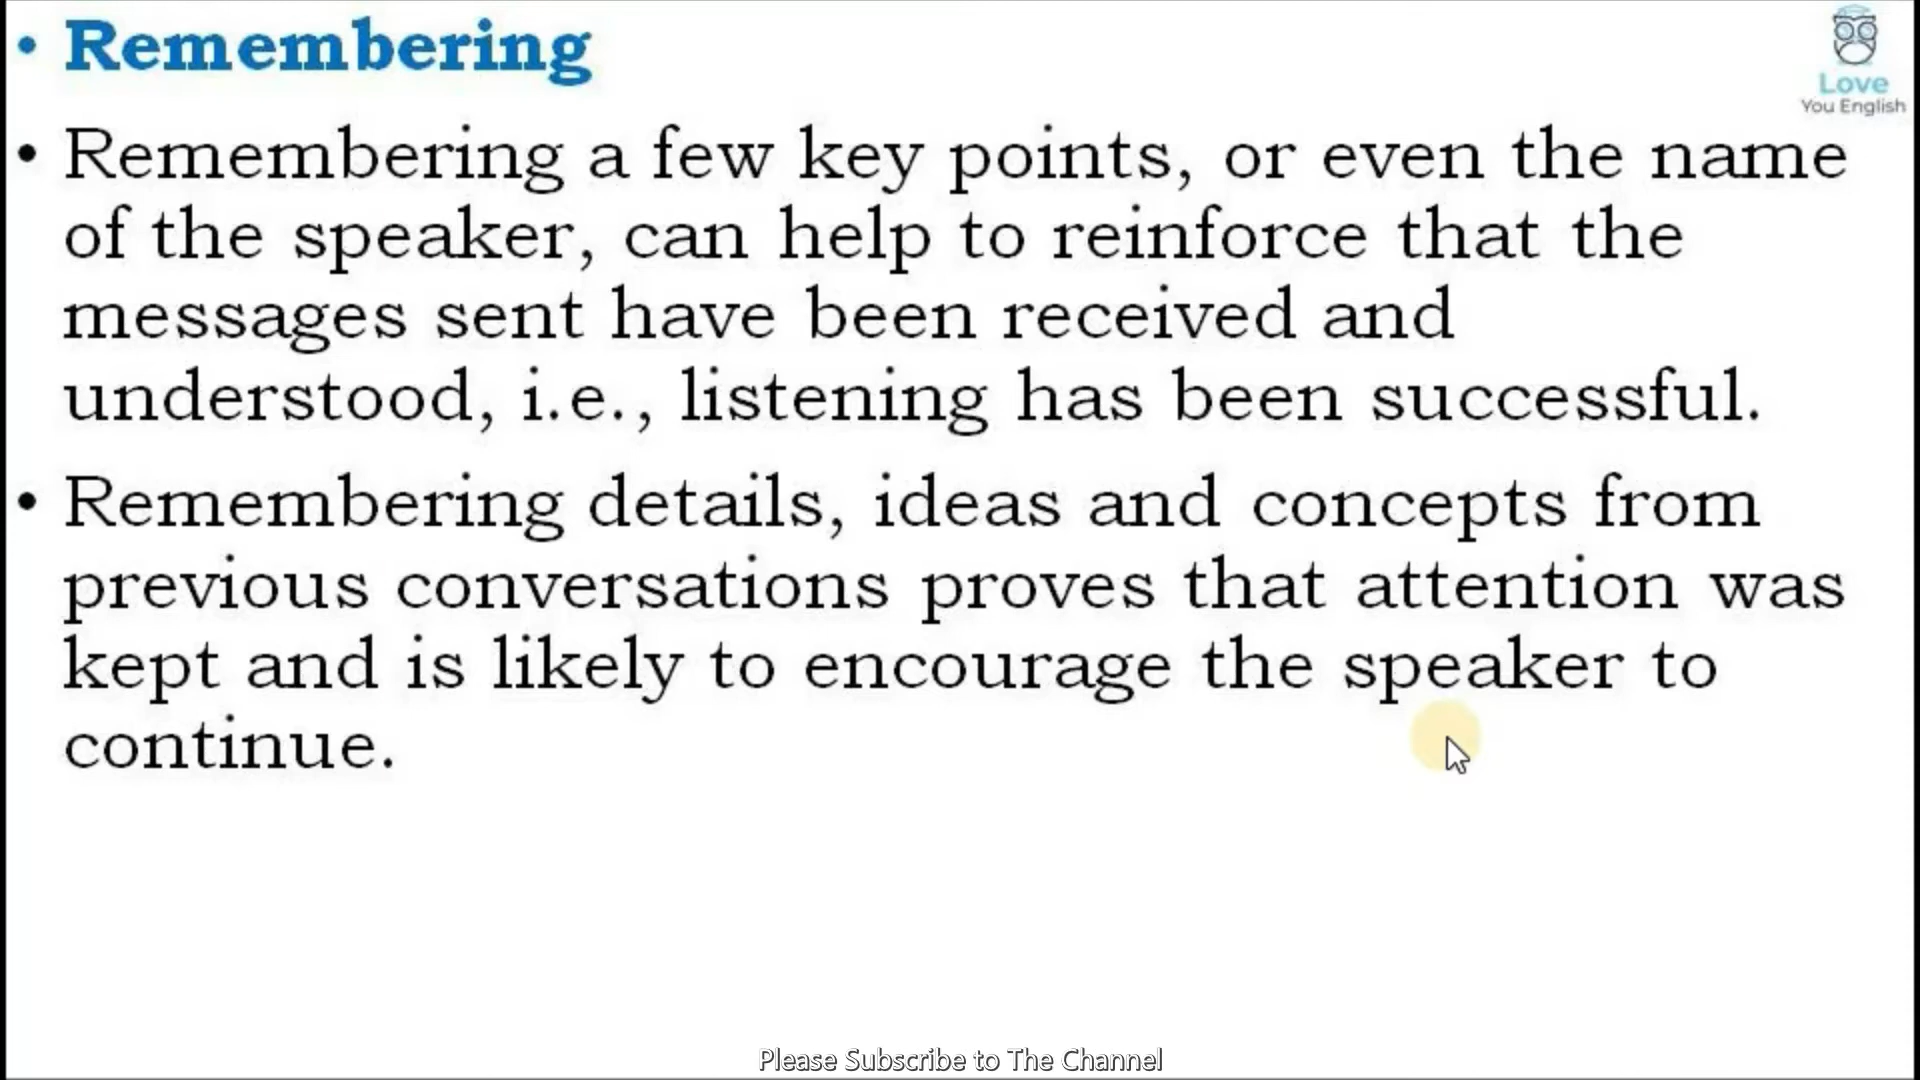 • Remembering
Love
You English
• Remembering a few key points, or even the name
of the speaker, can help to reinforce that the
messages sent have been received and
understood, i.e., listening has been successful.
• Remembering details, ideas and concepts from
previous conversations proves that attention was
kept and is likely to encourage the speaker to
continue.
Please Subscribe to The Channel